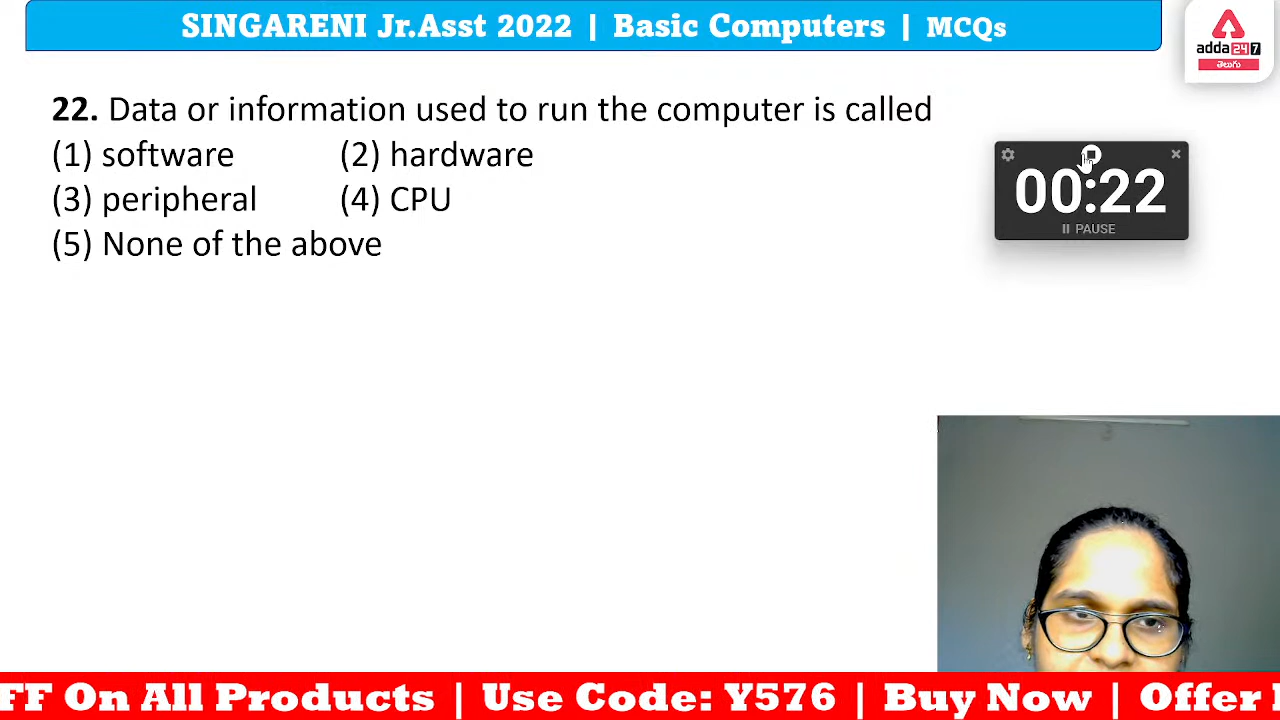 SINGARENI Jr.Asst 2022 | Basic Computers | MCQs
adda247
తెలుగు
22. Data or information used to run the computer is called
(1) software (2) hardware
(3) peripheral (4) CPU
(5) None of the above
00:22
PAUSE
FF On All Products | Use Code: Y576 | Buy Now | Offer